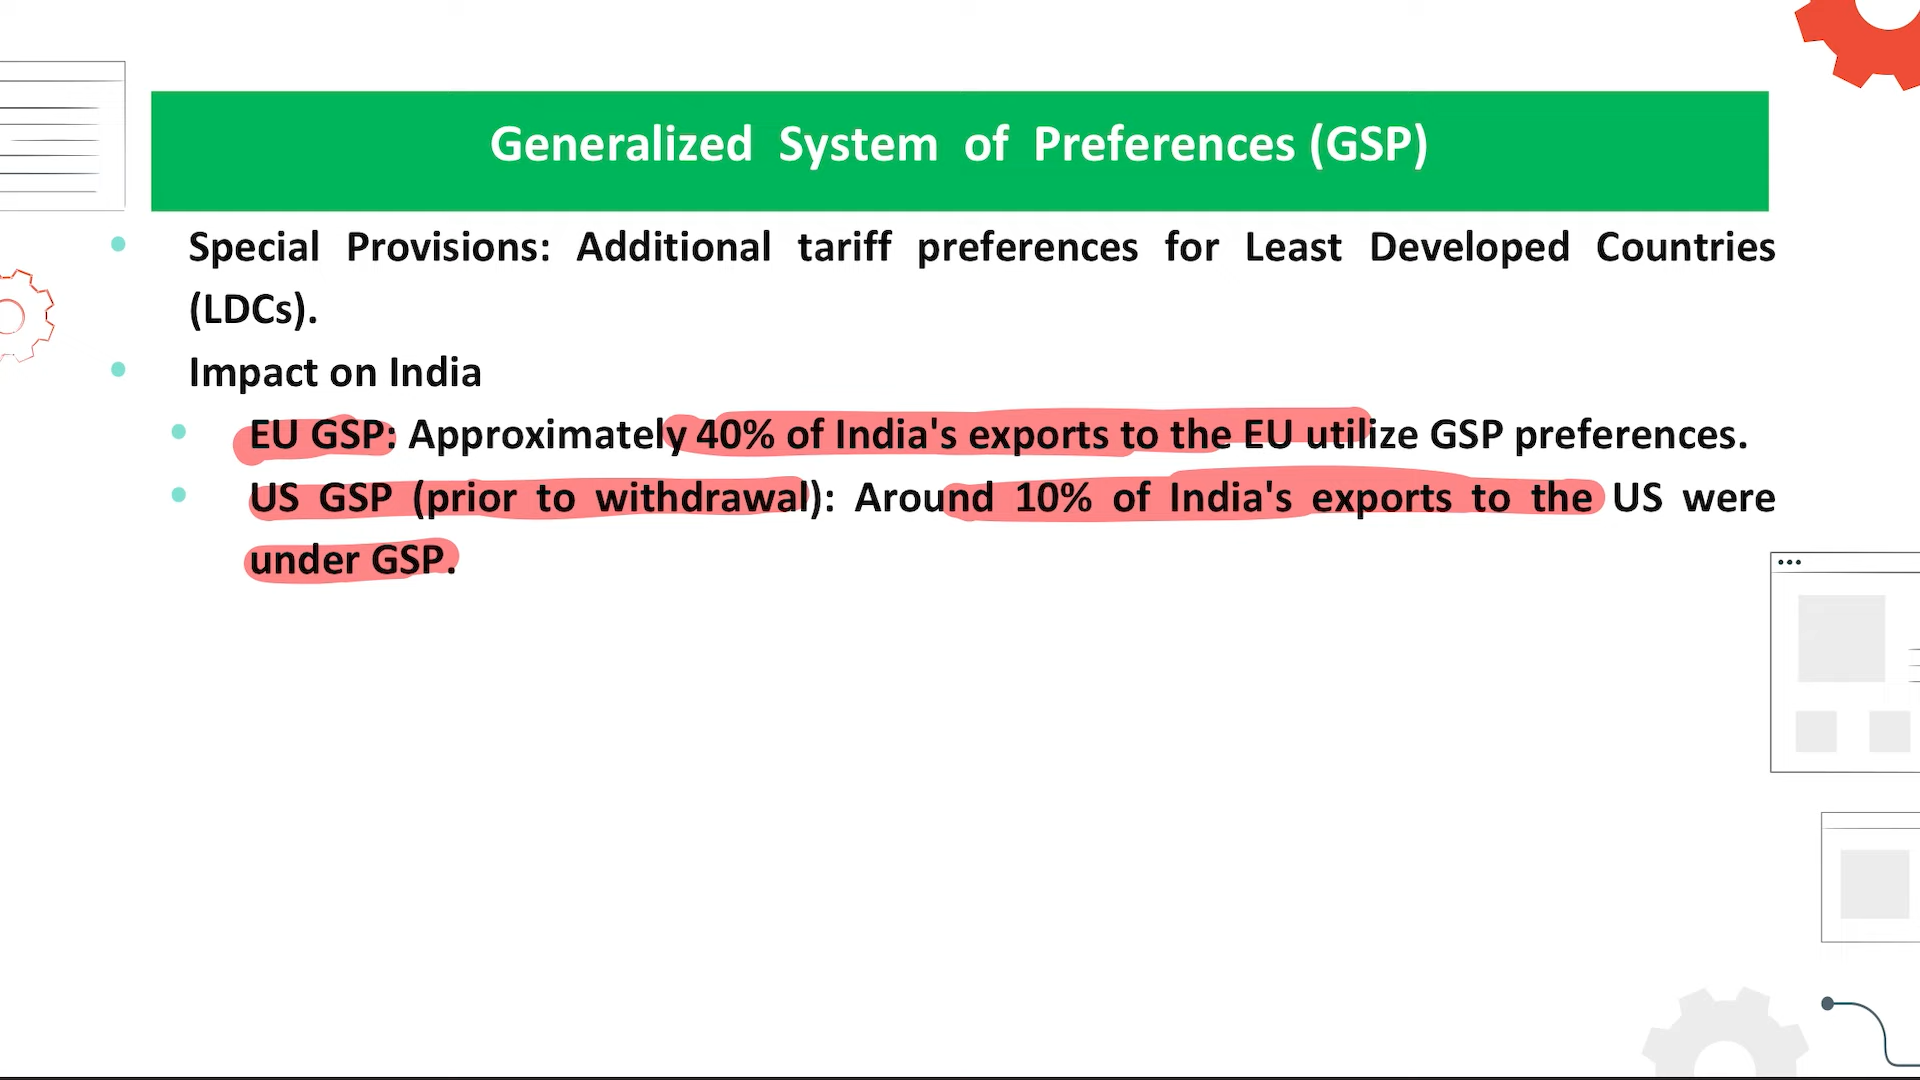 Generalized System of Preferences (GSP)
Special Provisions: Additional tariff preferences for Least Developed Countries
(LDCs).
Impact on India
EU GSP: Approximately 40% of India's exports to the EU utilize GSP preferences.
US GSP (prior to withdrawal): Around 10% of India's exports to the US were
under GSP.